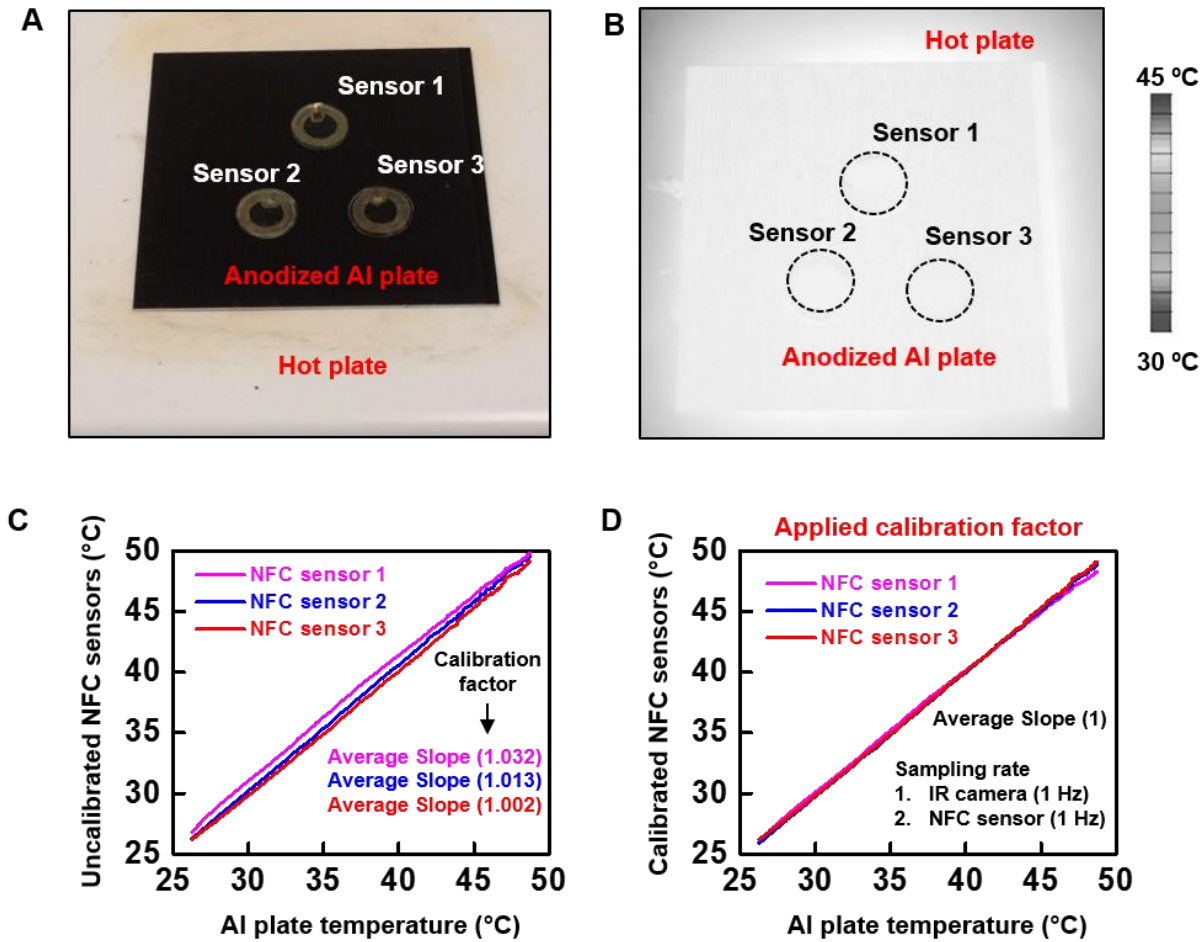 A
Sensor 1
Sensor 2
Sensor 3
Anodized Al plate
Hot plate
B
Hot plate
Sensor 1
Sensor 2
Sensor 3
Anodized Al plate
45 ºC
30 ºC
C
Uncalibrated NFC sensors (°C)
50
45
40
35
30
25
NFC sensor 1
NFC sensor 2
NFC sensor 3
Calibration
factor
Average Slope (1.032)
Average Slope (1.013)
Average Slope (1.002)
25
30
35
40
45
50
Al plate temperature (°C)
D
Applied calibration factor
Calibrated NFC sensors (°C)
50
45
40
35
30
25
NFC sensor 1
NFC sensor 2
NFC sensor 3
Average Slope (1)
Sampling rate
1. IR camera (1 Hz)
2. NFC sensor (1 Hz)
25
30
35
40
45
50
Al plate temperature (°C)